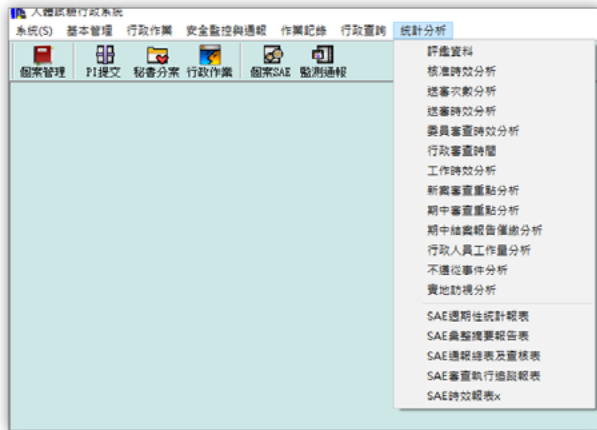 人體試驗行政系統
系統(S) 基本管理 行政作業 安全監控與通報 作業記錄 行政查詢 統計分析
個案管理 PI提交 秘書分案 行政作業 個案SAE 監測通報
評鑑資料
核准時效分析
送審次數分析
送審時效分析
委員審查時效分析
行政審查時間
工作時效分析
新案審查重點分析
期中審查重點分析
期中結案報告催繳分析
行政人員工作量分析
不遵從事件分析
實地訪視分析
SAE週期性統計報表
SAE彙整摘要報告表
SAE通報總表及查核表
SAE審查執行追蹤報表
SAE時效報表x